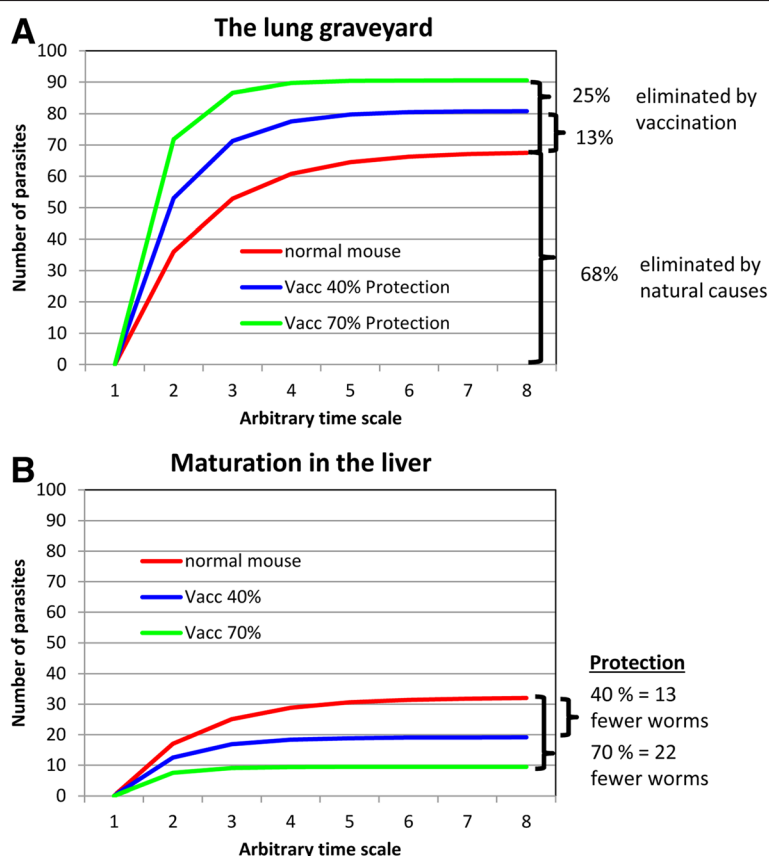 A
The lung graveyard
Number of parasites
100
90
80
70
60
50
40
30
20
10
0
normal mouse
Vacc 40% Protection
Vacc 70% Protection
1 2 3 4 5 6 7 8
Arbitrary time scale
25%
13%
eliminated by
vaccination
68%
eliminated by
natural causes
B
Maturation in the liver
Number of parasites
100
90
80
70
60
50
40
30
20
10
0
normal mouse
Vacc 40%
Vacc 70%
1 2 3 4 5 6 7 8
Arbitrary time scale
Protection
40 % = 13
fewer worms
70 % = 22
fewer worms